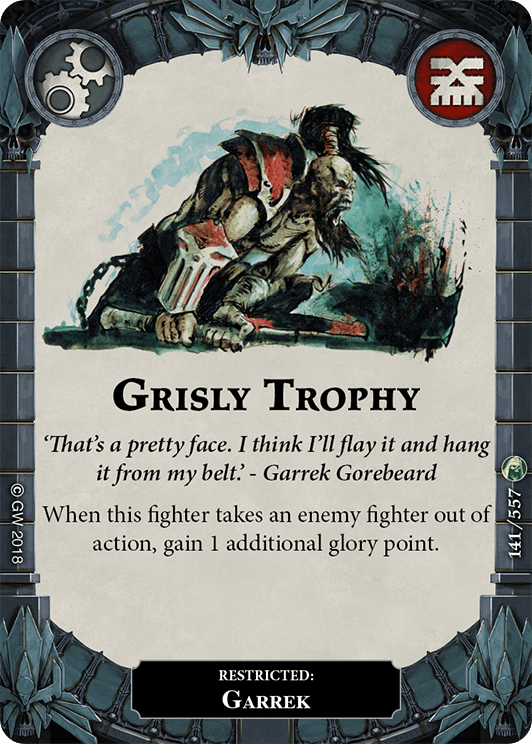 GRISLY TROPHY
‘That’s a pretty face. I think I’ll flay it and hang
it from my belt.’ - Garrek Gorebeard
When this fighter takes an enemy fighter out of
action, gain 1 additional glory point.
© GW 2018
141/557
RESTRICTED:
GARREK